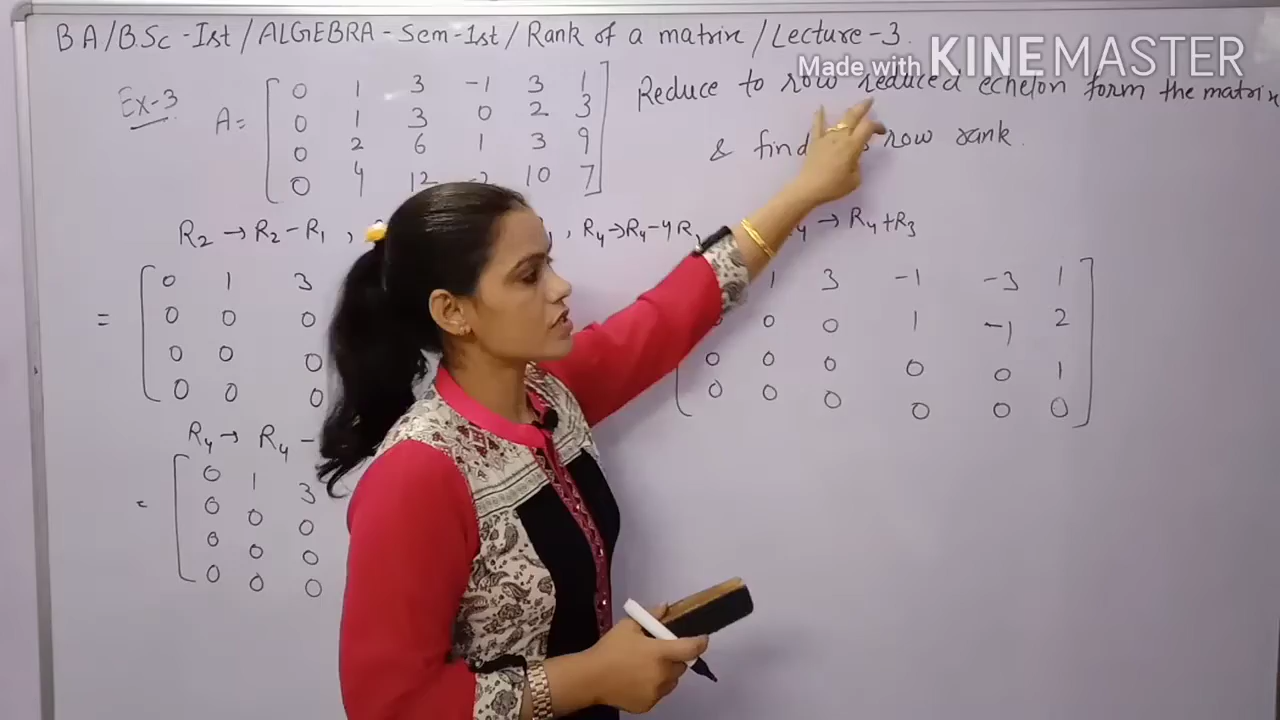 BA/B.Sc-Ist/ALGEBRA-Sem-1st/Rank of a matrix/Lecture-3.
Made with KINEMASTER
Ex-3
A = [ 0 1 3 -1 3 1
0 1 3 0 2 3
0 2 6 1 3 9
0 4 12 -2 10 7 ]
Reduce to row reduced echelon form the matrix
& find row rank.
R2 → R2 - R1 ,
, R4 → R4 - 4R
→ R4 + R3
= [ 0 1 3
0 0 0
0 0 0
0 0 0
1 3 -1 -3 1 ]
0 0 1 -1 2
0 0 0 0 0 1
0 0 0 0 0 0
R4 → R4 -
= [ 0 1 3
0 0 0
0 0 0
0 0 0